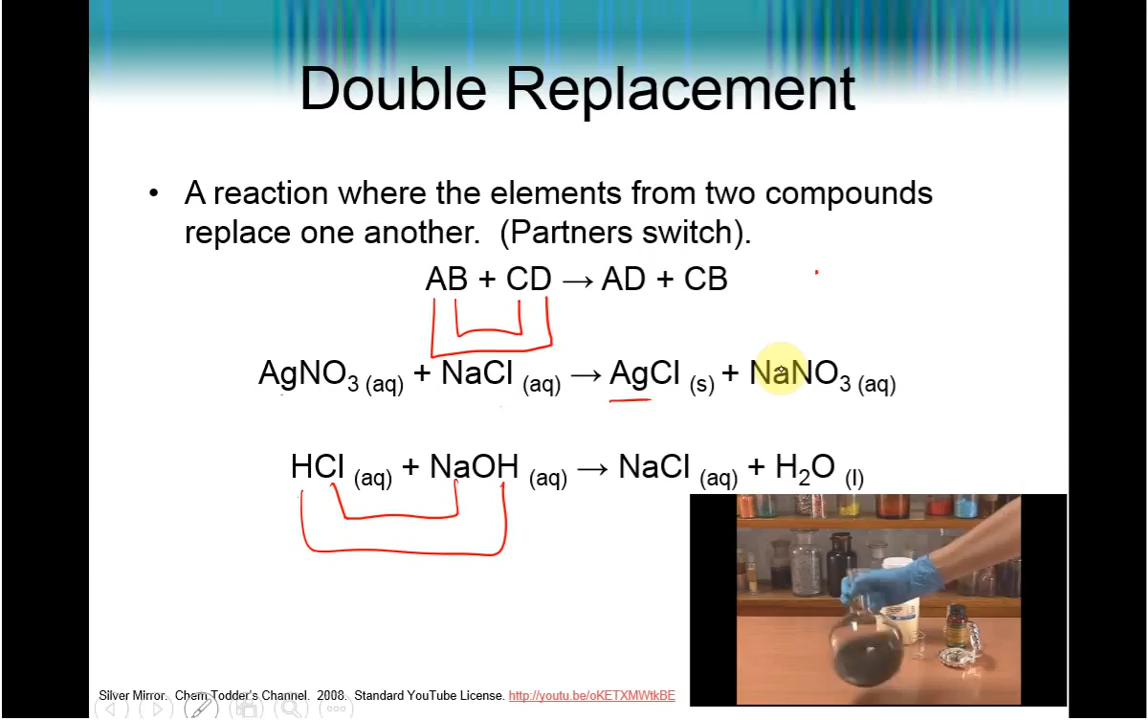 Double Replacement
• A reaction where the elements from two compounds
replace one another. (Partners switch).
AB + CD → AD + CB
AgNO₃ (aq) + NaCl (aq) → AgCl (s) + NaNO₃ (aq)
HCl (aq) + NaOH (aq) → NaCl (aq) + H₂O (l)
Silver Mirror. Chem Todder's Channel. 2008. Standard YouTube License. http://youtu.be/oKETXMWtkBE